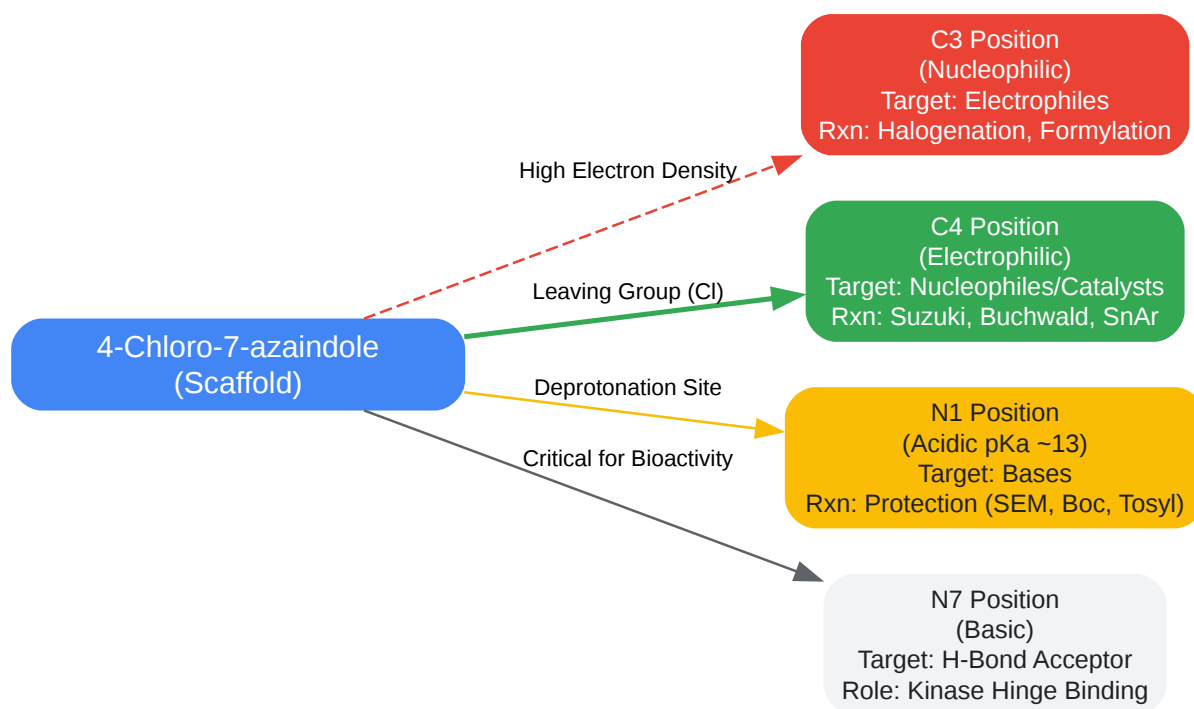 C3 Position
(Nucleophilic)
Target: Electrophiles
Rxn: Halogenation, Formylation
High Electron Density
C4 Position
(Electrophilic)
Target: Nucleophiles/Catalysts
Rxn: Suzuki, Buchwald, SnAr
Leaving Group (Cl)
4-Chloro-7-azaindole
(Scaffold)
Deprotonation Site
N1 Position
(Acidic pKa ~13)
Target: Bases
Rxn: Protection (SEM, Boc, Tosyl)
Critical for Bioactivity
N7 Position
(Basic)
Target: H-Bond Acceptor
Role: Kinase Hinge Binding